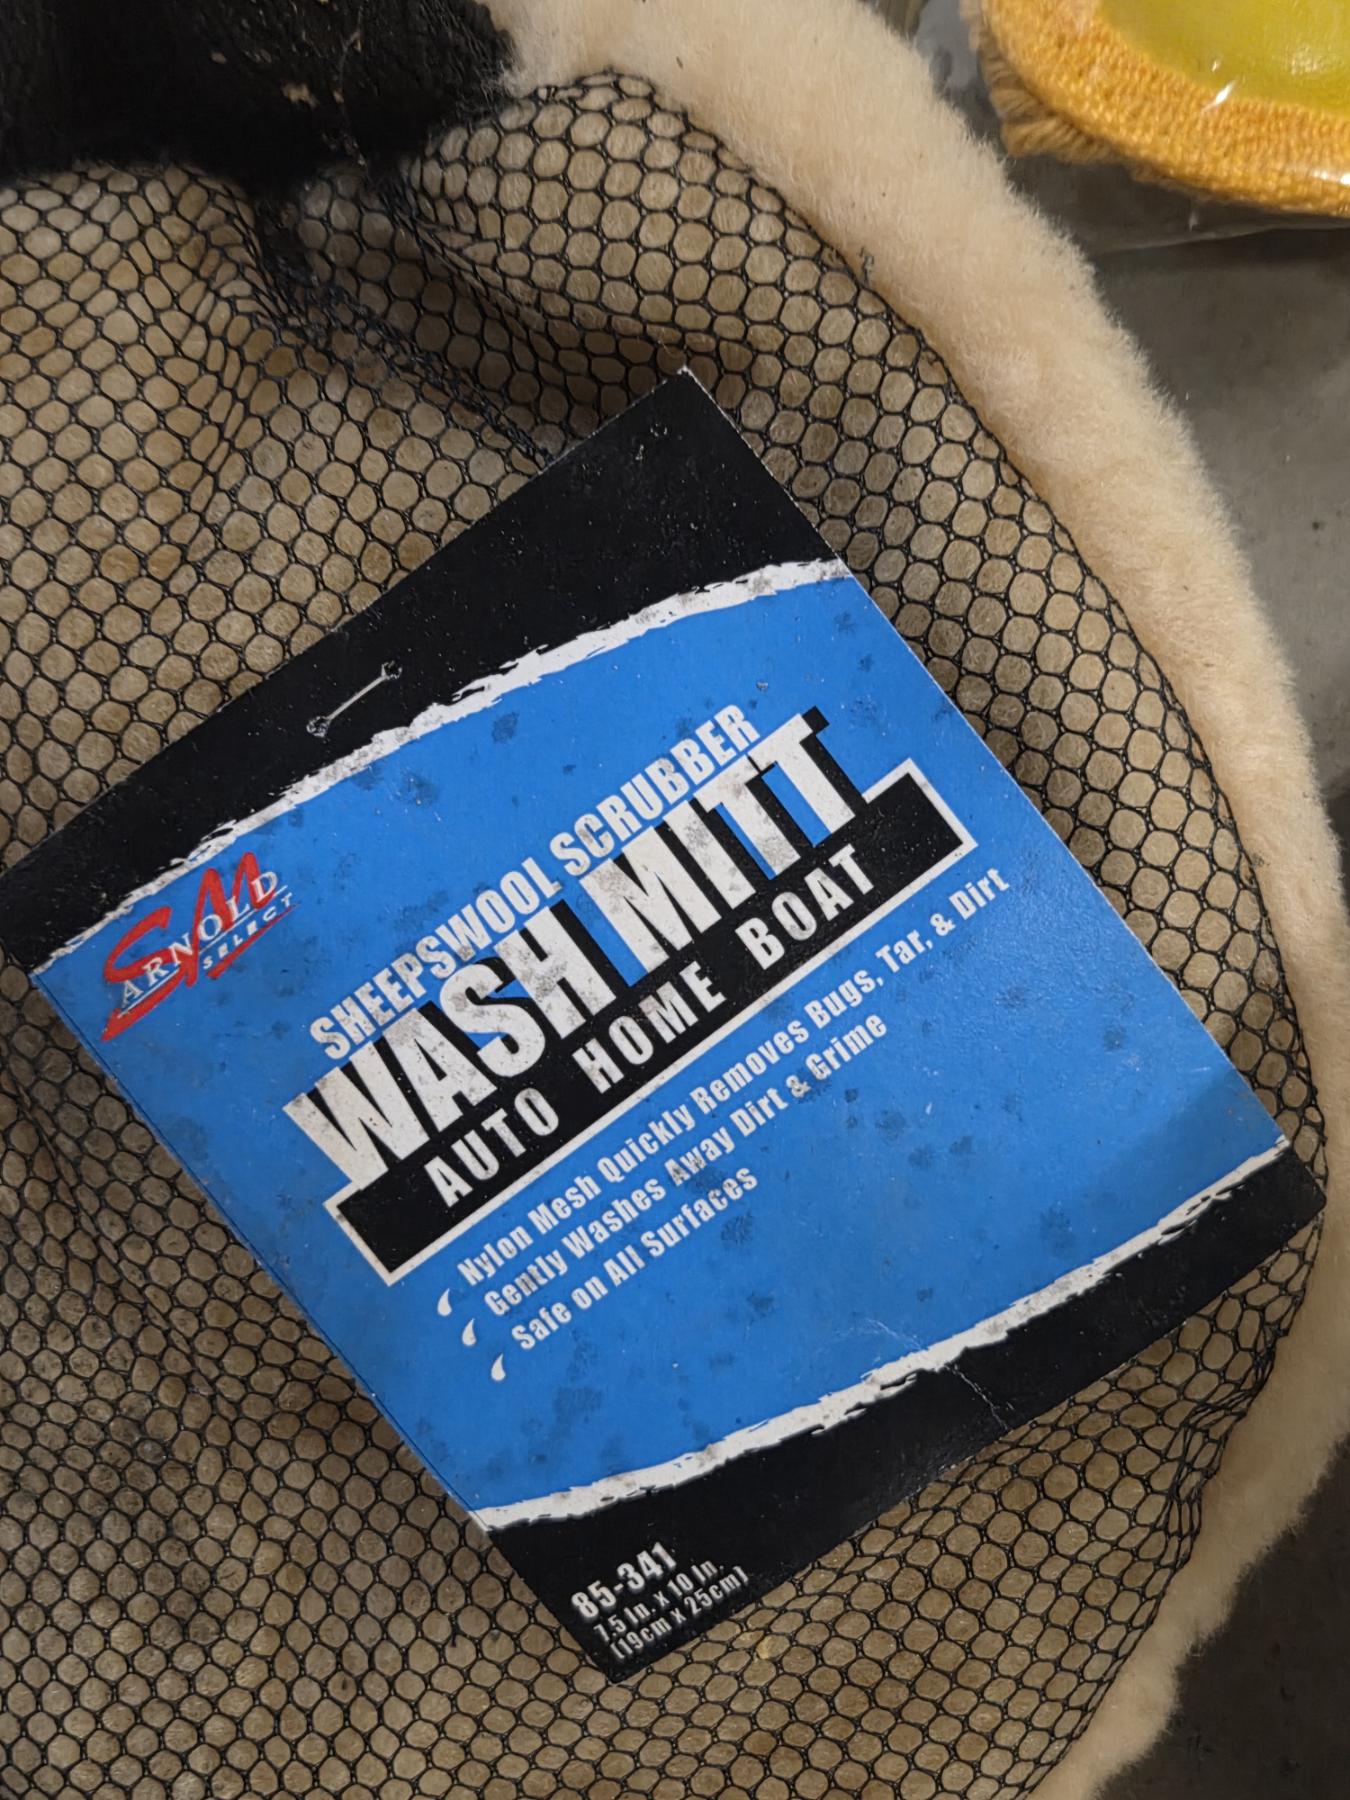 SM
ARNOLD
SELECT
SHEEPSWOOL SCRUBBER
WASH MITT
AUTO HOME BOAT
Nylon Mesh Quickly Removes Bugs, Tar, & Dirt
Gently Washes Away Dirt & Grime
Safe on All Surfaces
85-341
7.5 In. x 10 In.
(19cm x 25cm)